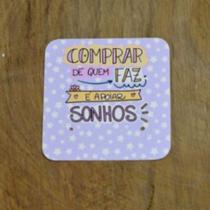 COMPRAR
DE QUEM FAZ
É APOIAR
SONHOS